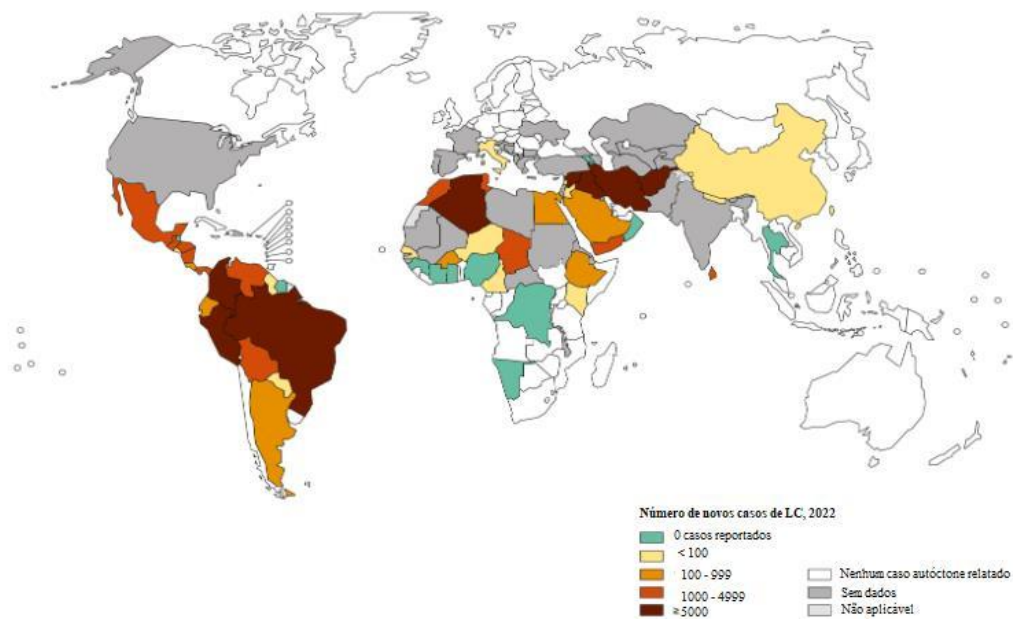 Número de novos casos de LC, 2022
0 casos reportados
< 100
100 - 999
1000 - 4999
≥ 5000
Nenhum caso autóctone relatado
Sem dados
Não aplicável